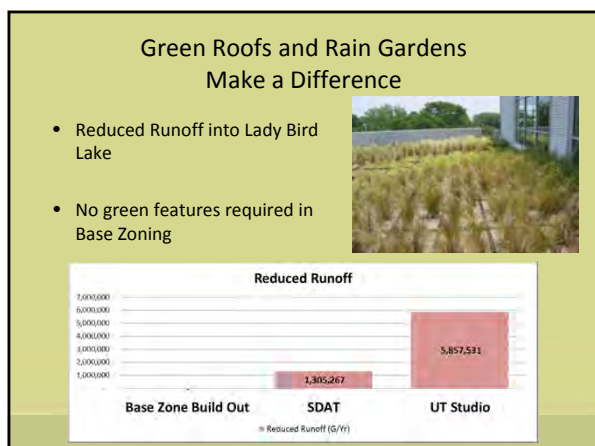 Green Roofs and Rain Gardens
Make a Difference
• Reduced Runoff into Lady Bird
Lake
• No green features required in
Base Zoning
Reduced Runoff
7,000,000
6,000,000
5,000,000
4,000,000
3,000,000
2,000,000
1,000,000
-
1,305,267
5,857,531
Base Zone Build Out
SDAT
UT Studio
Reduced Runoff (G/Yr)